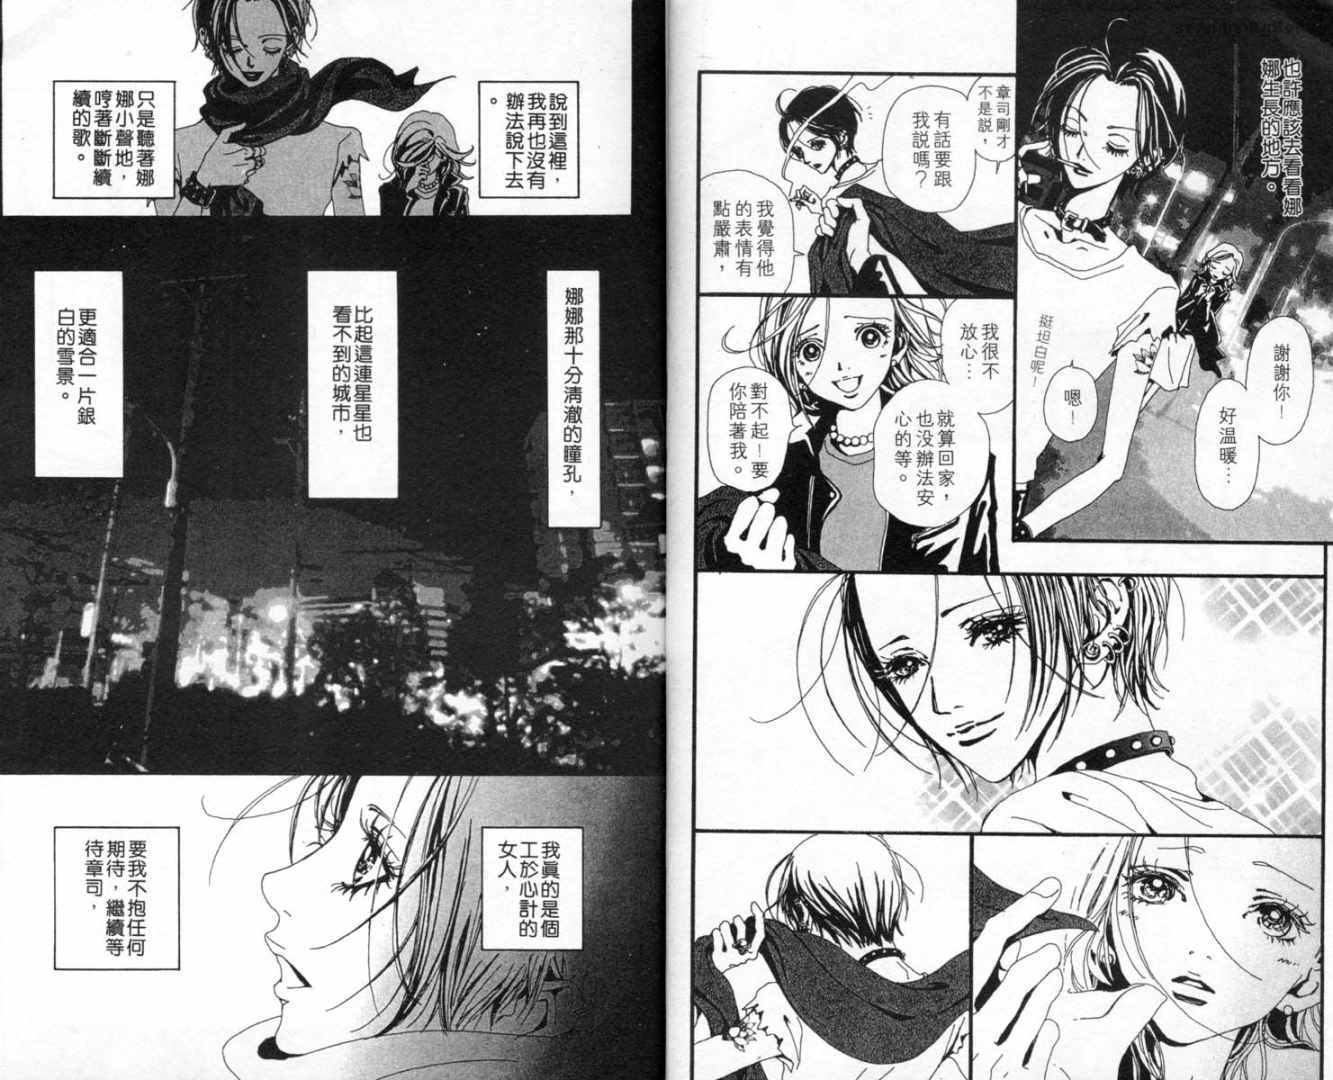 章司剛才
不是說，
有話要跟
我說嗎？
我覺得他
的表情有
點嚴肅，
我很不
放心…
就算回家，
也没辦法安
心的等。
對不起！要
你陪著我。
也許應該去看看娜
娜生長的地方。
謝謝你！
好溫暖…
嗯！
挺坦白呢！
說到這裡，
我再也沒有
辦法說下去
。
只是聽著娜
娜小聲地，
哼著斷斷續
續的歌。
娜娜那十分清澈的瞳孔，
比起這連星星也
看不到的城市，
更適合一片銀
白的雪景。
我真的是個
工於心計的
女人，
要我不抱任何
期待，繼續等
待章司，